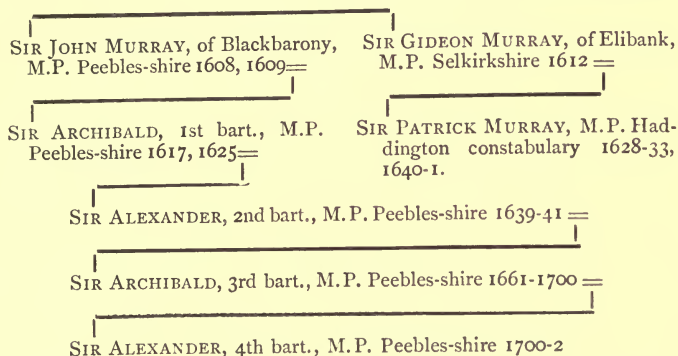 SIR JOHN MURRAY, of Blackbarony,
M.P. Peebles-shire 1608, 1609=
SIR GIDEON MURRAY, of Elibank,
M.P. Selkirkshire 1612 =
SIR ARCHIBALD, 1st bart., M.P.
Peebles-shire 1617, 1625=
SIR PATRICK MURRAY, M.P. Had-
dington constabulary 1628-33,
1640-1.
SIR ALEXANDER, 2nd bart., M.P. Peebles-shire 1639-41 =
SIR ARCHIBALD, 3rd bart., M.P. Peebles-shire 1661-1700 =
SIR ALEXANDER, 4th bart., M.P. Peebles-shire 1700-2